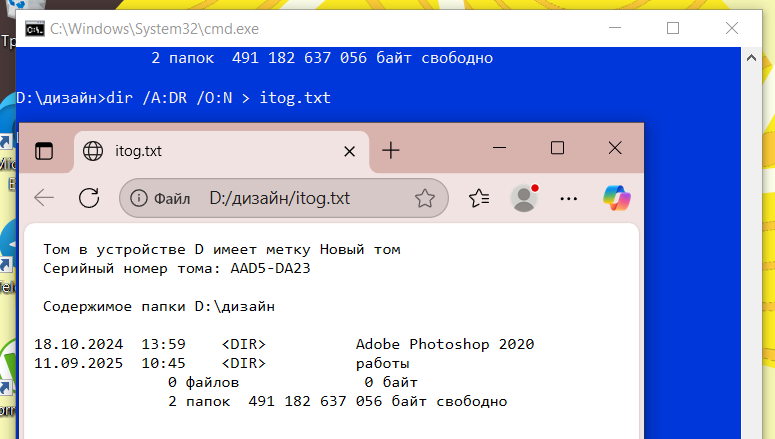 C:\Windows\System32\cmd.exe
2 папок  491 182 637 056 байт свободно
D:\дизайн>dir /A:DR /O:N > itog.txt
itog.txt
Файл D:/дизайн/itog.txt
Том в устройстве D имеет метку Новый том
Серийный номер тома: AAD5-DA23
Содержимое папки D:\дизайн
18.10.2024  13:59    <DIR>          Adobe Photoshop 2020
11.09.2025  10:45    <DIR>          работы
0 файлов              0 байт
2 папок  491 182 637 056 байт свободно